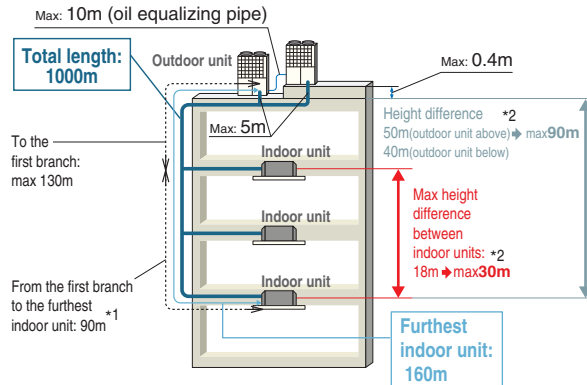 Max: 10m (oil equalizing pipe)
Total length:
1000m
Outdoor unit
Max: 0.4m
Max: 5m
Height difference *2
50m(outdoor unit above)➡ max90m
40m(outdoor unit below)
To the
first branch:
max 130m
Indoor unit
Max height
difference
between
indoor units: *2
18m ➡max30m
Indoor unit
From the first branch
to the furthest
indoor unit: 90m *1
Indoor unit
Furthest
indoor unit:
160m